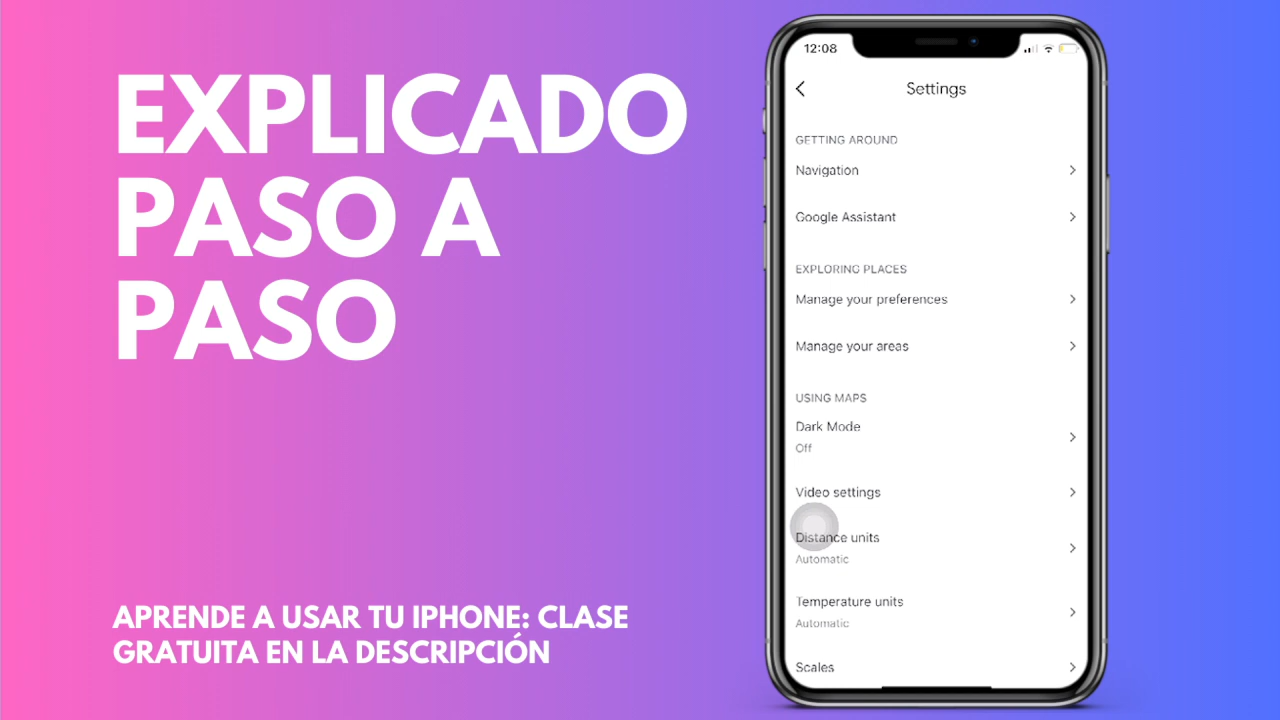 EXPLICADO
PASO A
PASO
APRENDE A USAR TU IPHONE: CLASE
GRATUITA EN LA DESCRIPCIÓN
12:08
Settings
GETTING AROUND
Navigation
Google Assistant
EXPLORING PLACES
Manage your preferences
Manage your areas
USING MAPS
Dark Mode
Off
Video settings
Distance units
Automatic
Temperature units
Automatic
Scales